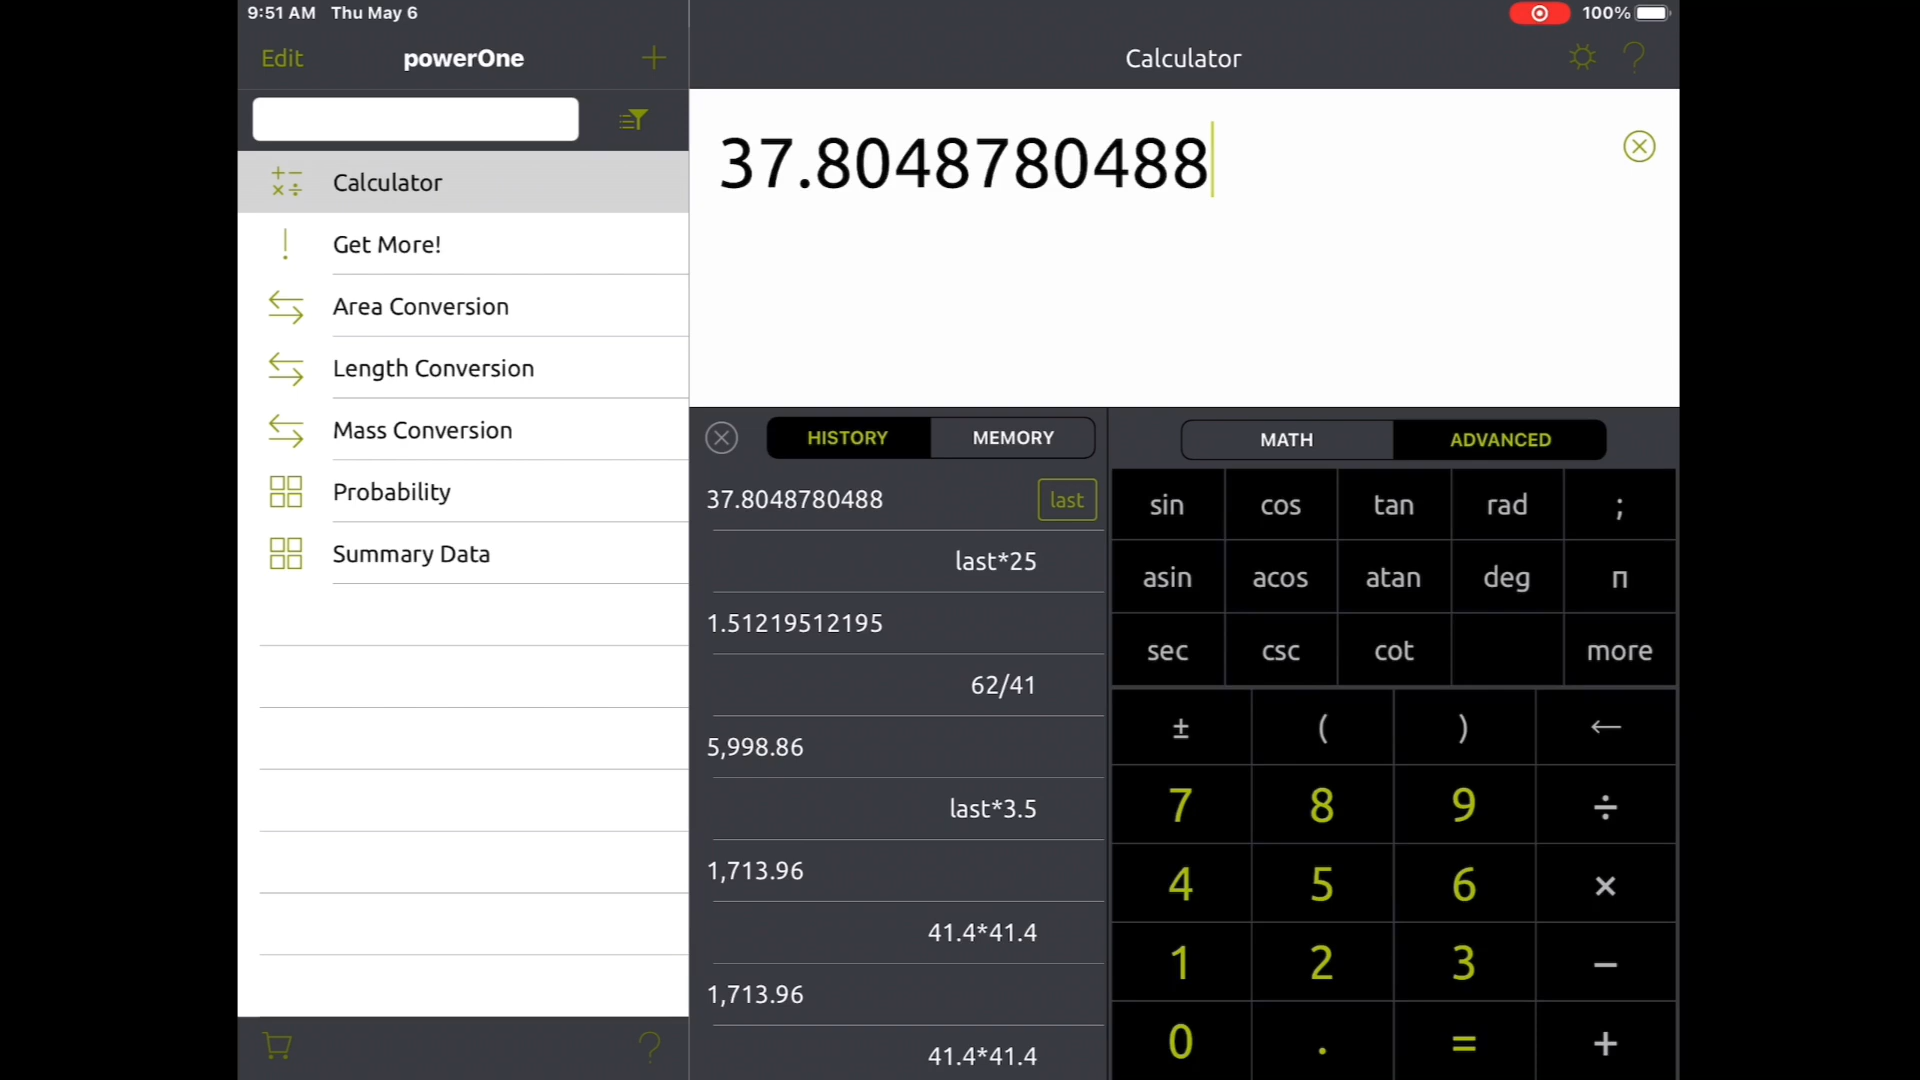 9:51 AM Thu May 6
100%
Edit
powerOne
+
Calculator
?
Calculator
Get More!
Area Conversion
Length Conversion
Mass Conversion
Probability
Summary Data
?
37.8048780488
HISTORY
MEMORY
37.8048780488
last
last*25
1.51219512195
62/41
5,998.86
last*3.5
1,713.96
41.4*41.4
1,713.96
41.4*41.4
MATH
ADVANCED
sin cos tan rad ;
asin acos atan deg π
sec csc cot more
± ( ) ←
7 8 9 ÷
4 5 6 ×
1 2 3 −
0 . = +